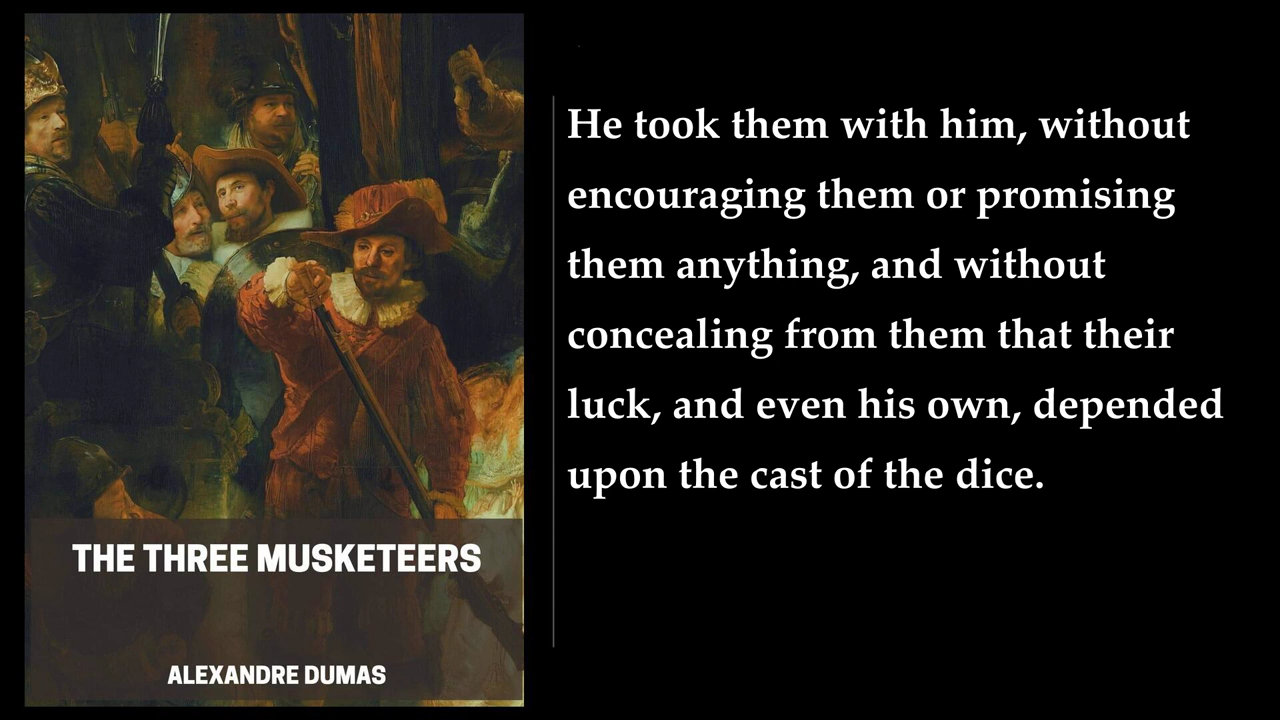 THE THREE MUSKETEERS
ALEXANDRE DUMAS
He took them with him, without
encouraging them or promising
them anything, and without
concealing from them that their
luck, and even his own, depended
upon the cast of the dice.